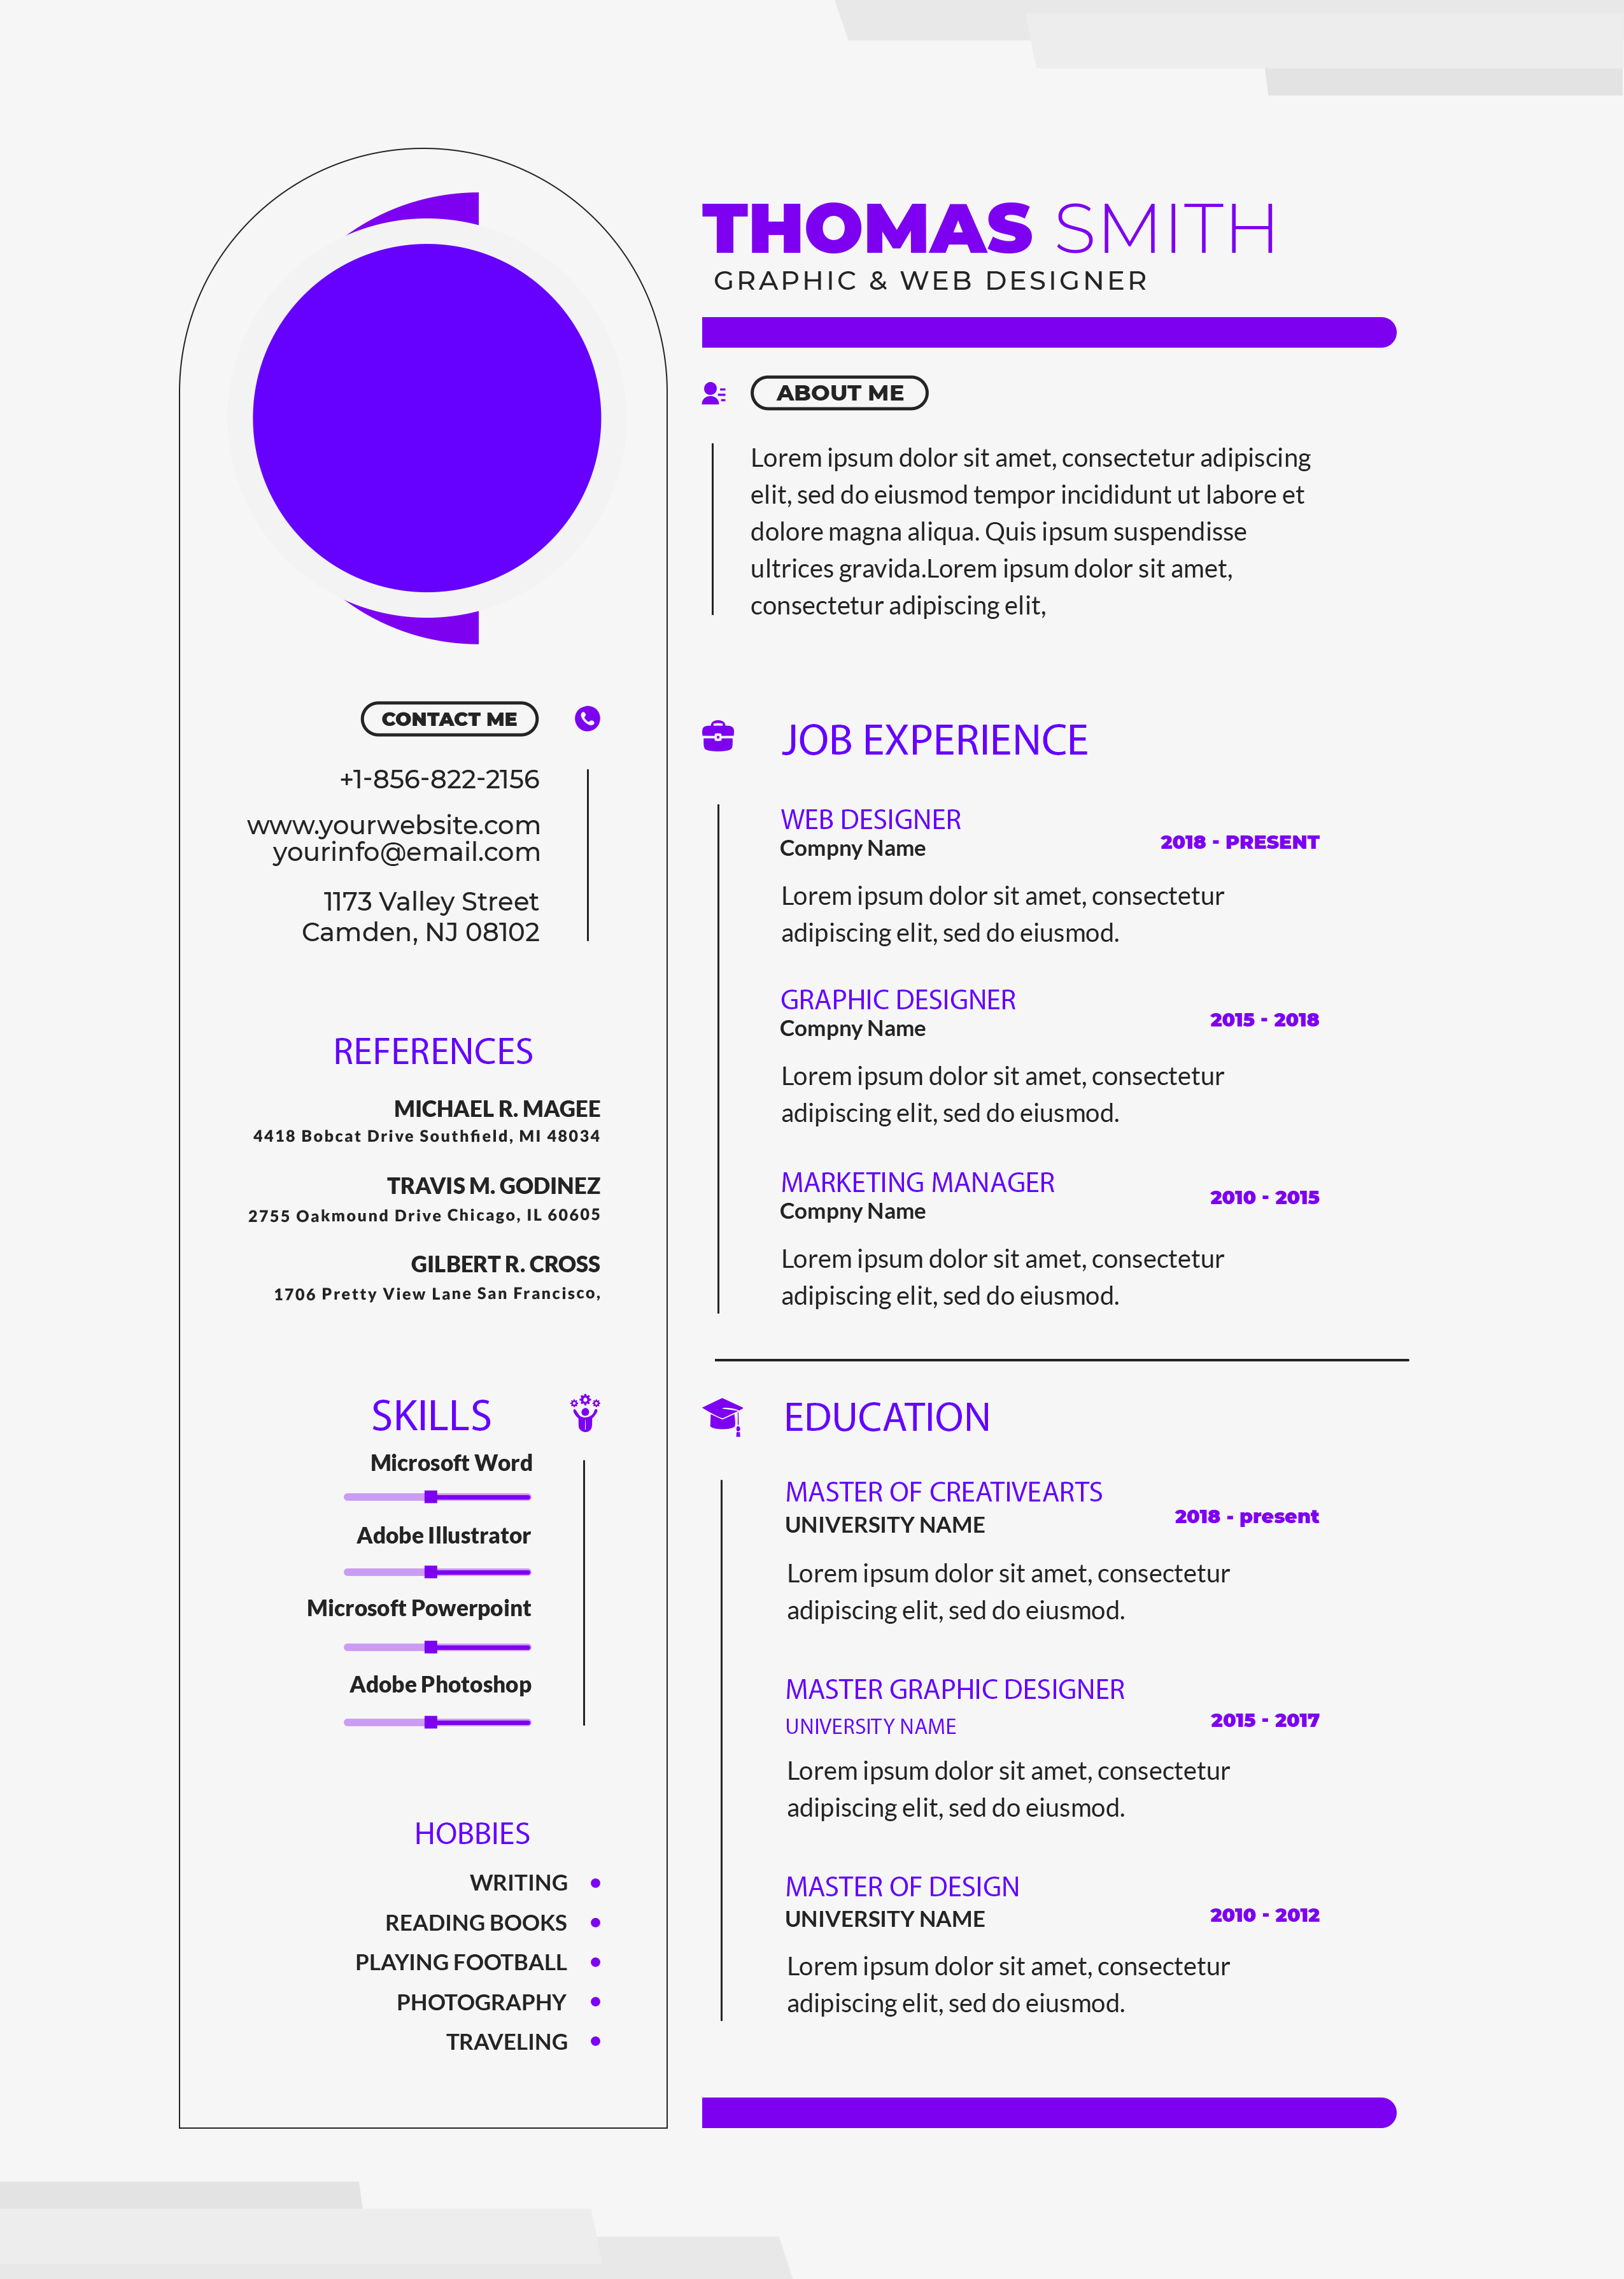 THOMAS SMITH
GRAPHIC & WEB DESIGNER
ABOUT ME
Lorem ipsum dolor sit amet, consectetur adipiscing
elit, sed do eiusmod tempor incididunt ut labore et
dolore magna aliqua. Quis ipsum suspendisse
ultrices gravida.Lorem ipsum dolor sit amet,
consectetur adipiscing elit,
CONTACT ME
+1-856-822-2156
www.yourwebsite.com
yourinfo@email.com
1173 Valley Street
Camden, NJ 08102
REFERENCES
MICHAEL R. MAGEE
4418 Bobcat Drive Southfield, MI 48034
TRAVIS M. GODINEZ
2755 Oakmound Drive Chicago, IL 60605
GILBERT R. CROSS
1706 Pretty View Lane San Francisco,
SKILLS
Microsoft Word
Adobe Illustrator
Microsoft Powerpoint
Adobe Photoshop
HOBBIES
WRITING
READING BOOKS
PLAYING FOOTBALL
PHOTOGRAPHY
TRAVELING
JOB EXPERIENCE
WEB DESIGNER
Compny Name
2018 - PRESENT
Lorem ipsum dolor sit amet, consectetur
adipiscing elit, sed do eiusmod.
GRAPHIC DESIGNER
Compny Name
2015 - 2018
Lorem ipsum dolor sit amet, consectetur
adipiscing elit, sed do eiusmod.
MARKETING MANAGER
Compny Name
2010 - 2015
Lorem ipsum dolor sit amet, consectetur
adipiscing elit, sed do eiusmod.
EDUCATION
MASTER OF CREATIVEARTS
UNIVERSITY NAME
2018 - present
Lorem ipsum dolor sit amet, consectetur
adipiscing elit, sed do eiusmod.
MASTER GRAPHIC DESIGNER
UNIVERSITY NAME
2015 - 2017
Lorem ipsum dolor sit amet, consectetur
adipiscing elit, sed do eiusmod.
MASTER OF DESIGN
UNIVERSITY NAME
2010 - 2012
Lorem ipsum dolor sit amet, consectetur
adipiscing elit, sed do eiusmod.